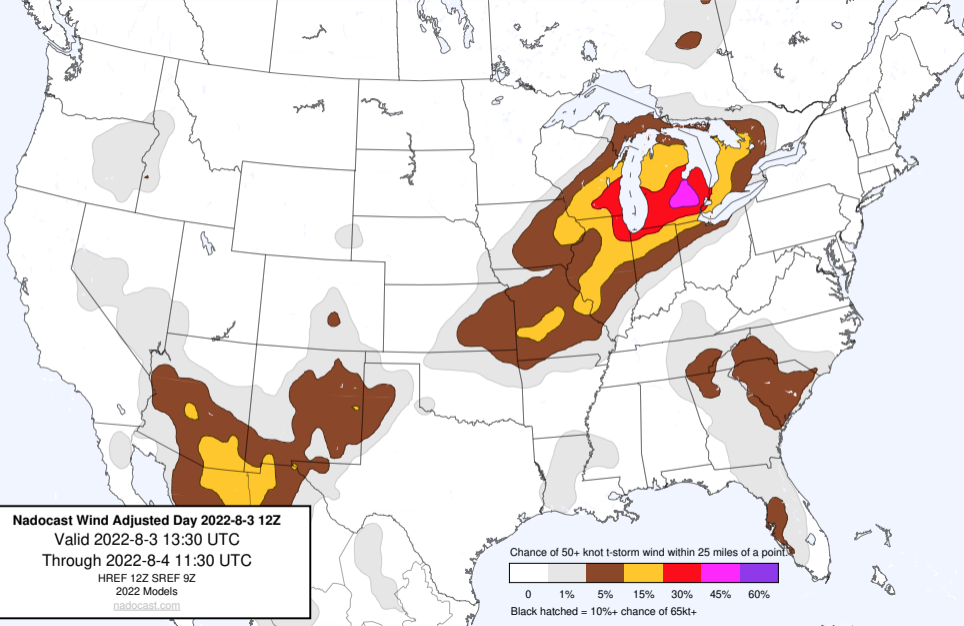 Nadocast Wind Adjusted Day 2022-8-3 12Z
Valid 2022-8-3 13:30 UTC
Through 2022-8-4 11:30 UTC
HREF 12Z SREF 9Z
2022 Models
nadocast.com
Chance of 50+ knot t-storm wind within 25 miles of a point.
0 1% 5% 15% 30% 45% 60%
Black hatched = 10%+ chance of 65kt+